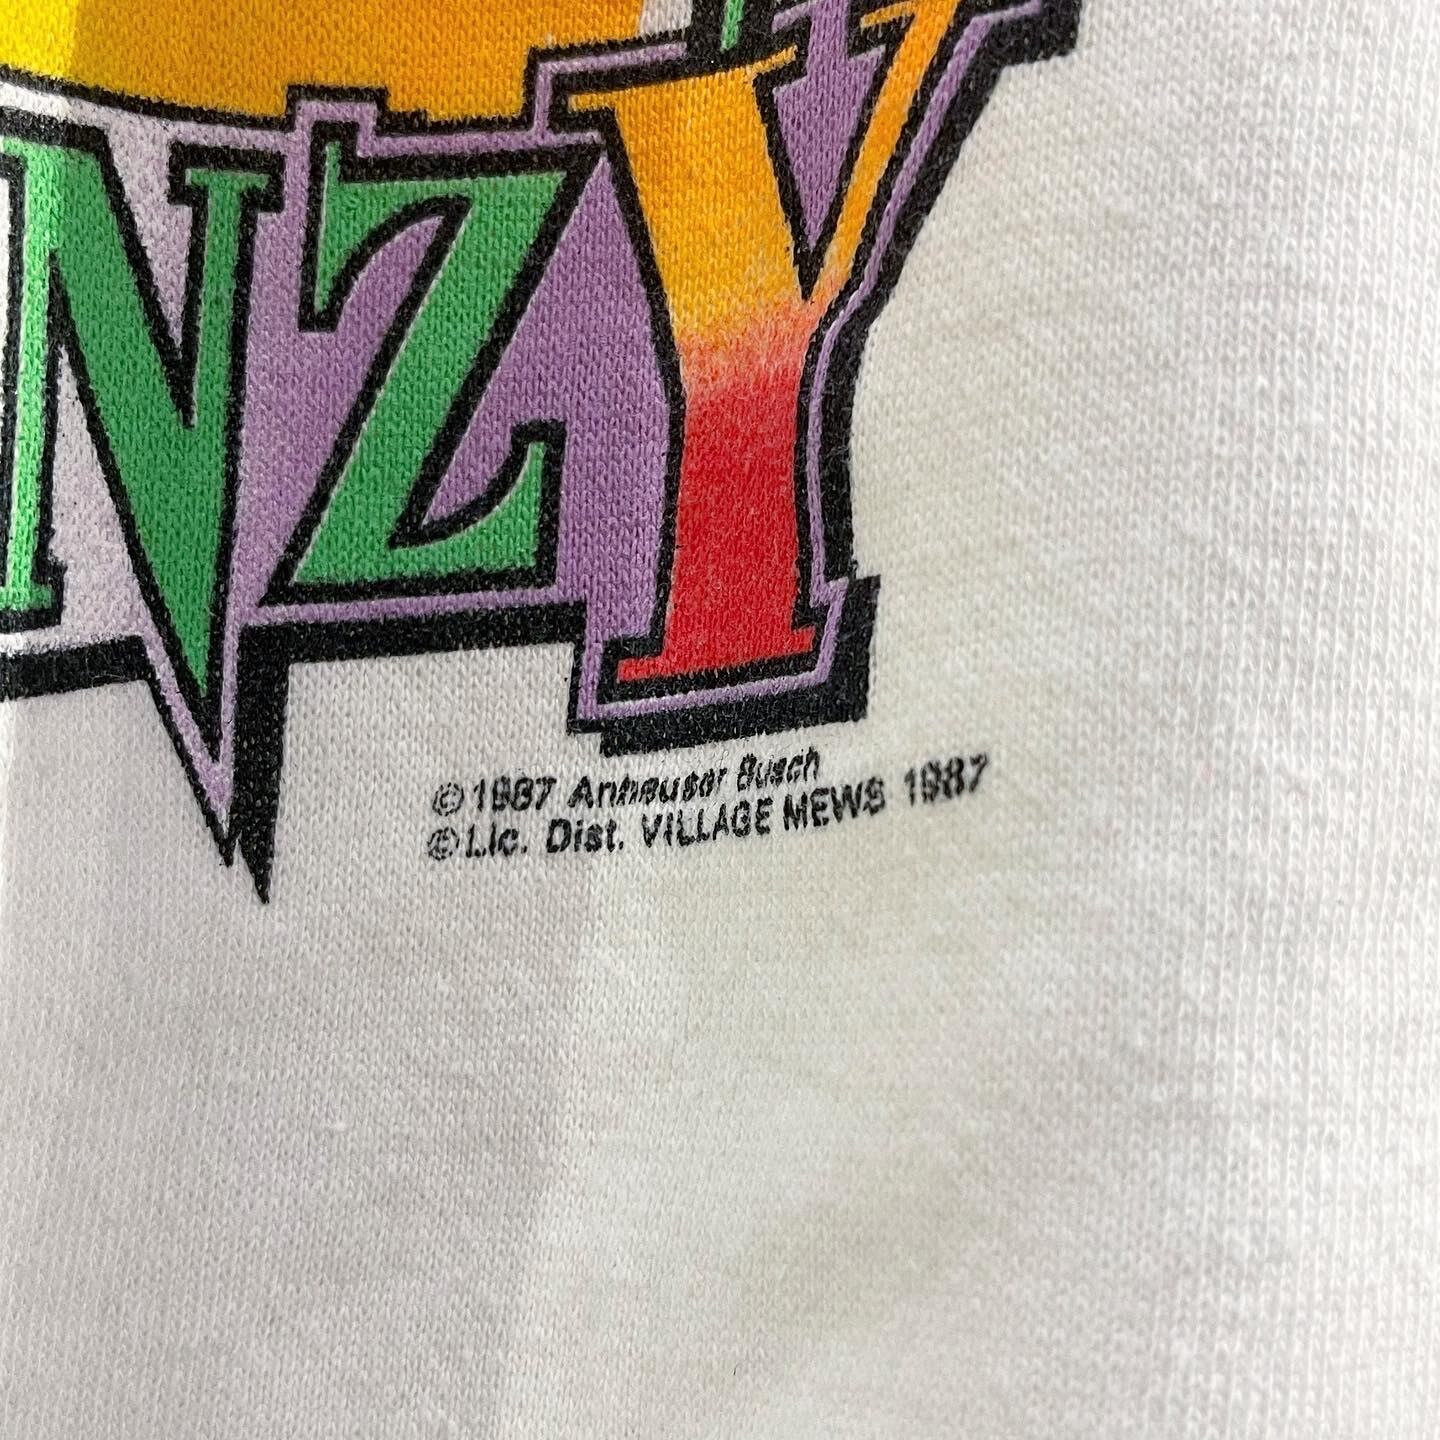 NZY
©1987 Anheuser Busch
©Lic. Dist. VILLAGE MEWS 1987